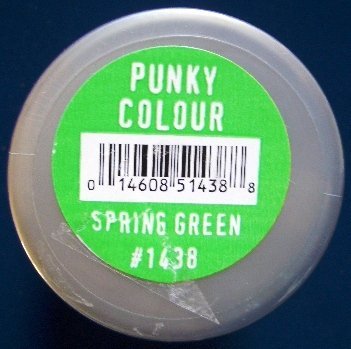 PUNKY
COLOUR
0 14608 51438 8
SPRING GREEN
#1438